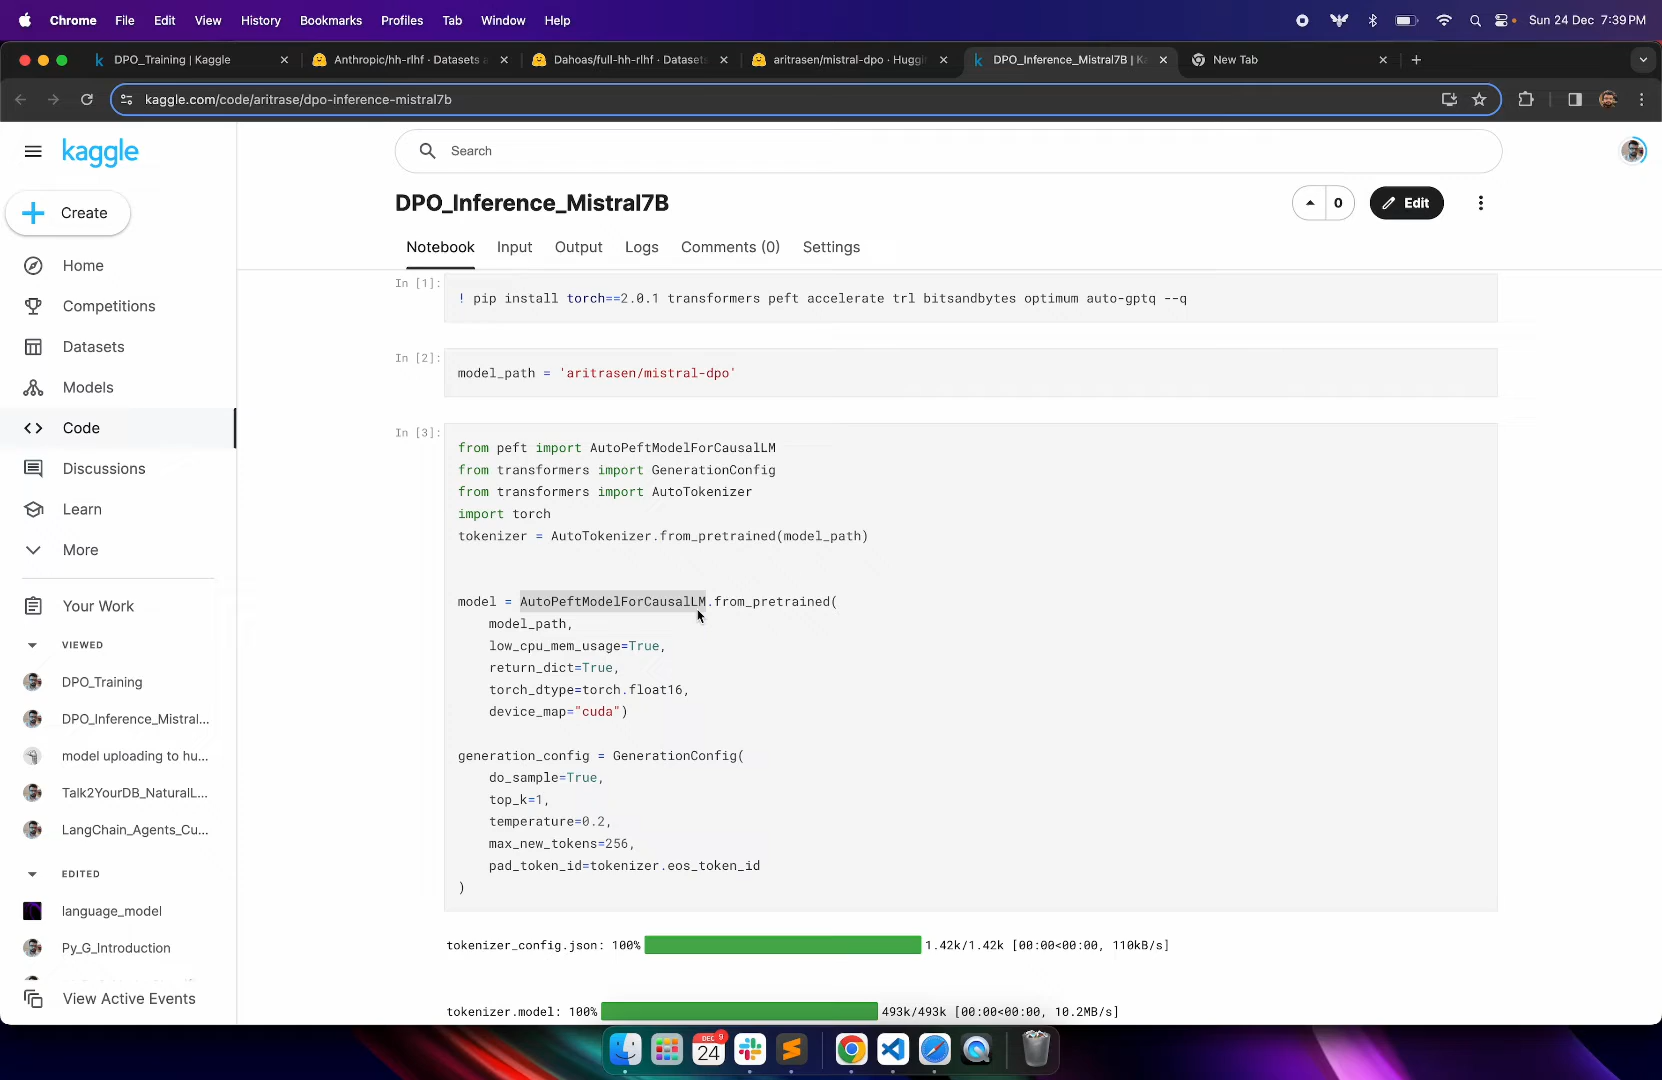 Chrome File Edit View History Bookmarks Profiles Tab Window Help Sun 24 Dec 7:39 PM
DPO_Training | Kaggle Anthropic/hh-rlhf · Datasets a Dahoas/full-hh-rlhf · Datasets aritrasen/mistral-dpo · Huggin DPO_Inference_Mistral7B | Ka New Tab
kaggle.com/code/aritrase/dpo-inference-mistral7b
kaggle
Search
Create
Home
Competitions
Datasets
Models
Code
Discussions
Learn
More
Your Work
VIEWED
DPO_Training
DPO_Inference_Mistral...
model uploading to hu...
Talk2YourDB_NaturalL...
LangChain_Agents_Cu...
EDITED
language_model
Py_G_Introduction
View Active Events
DPO_Inference_Mistral7B
0 Edit
Notebook Input Output Logs Comments (0) Settings
In [1]:
! pip install torch==2.0.1 transformers peft accelerate trl bitsandbytes optimum auto-gptq --q
In [2]:
model_path = 'aritrasen/mistral-dpo'
In [3]:
from peft import AutoPeftModelForCausalLM
from transformers import GenerationConfig
from transformers import AutoTokenizer
import torch
tokenizer = AutoTokenizer.from_pretrained(model_path)
model = AutoPeftModelForCausalLM.from_pretrained(
model_path,
low_cpu_mem_usage=True,
return_dict=True,
torch_dtype=torch.float16,
device_map="cuda")
generation_config = GenerationConfig(
do_sample=True,
top_k=1,
temperature=0.2,
max_new_tokens=256,
pad_token_id=tokenizer.eos_token_id
)
tokenizer_config.json: 100% 1.42k/1.42k [00:00<00:00, 110kB/s]
tokenizer.model: 100% 493k/493k [00:00<00:00, 10.2MB/s]
DEC 9
24